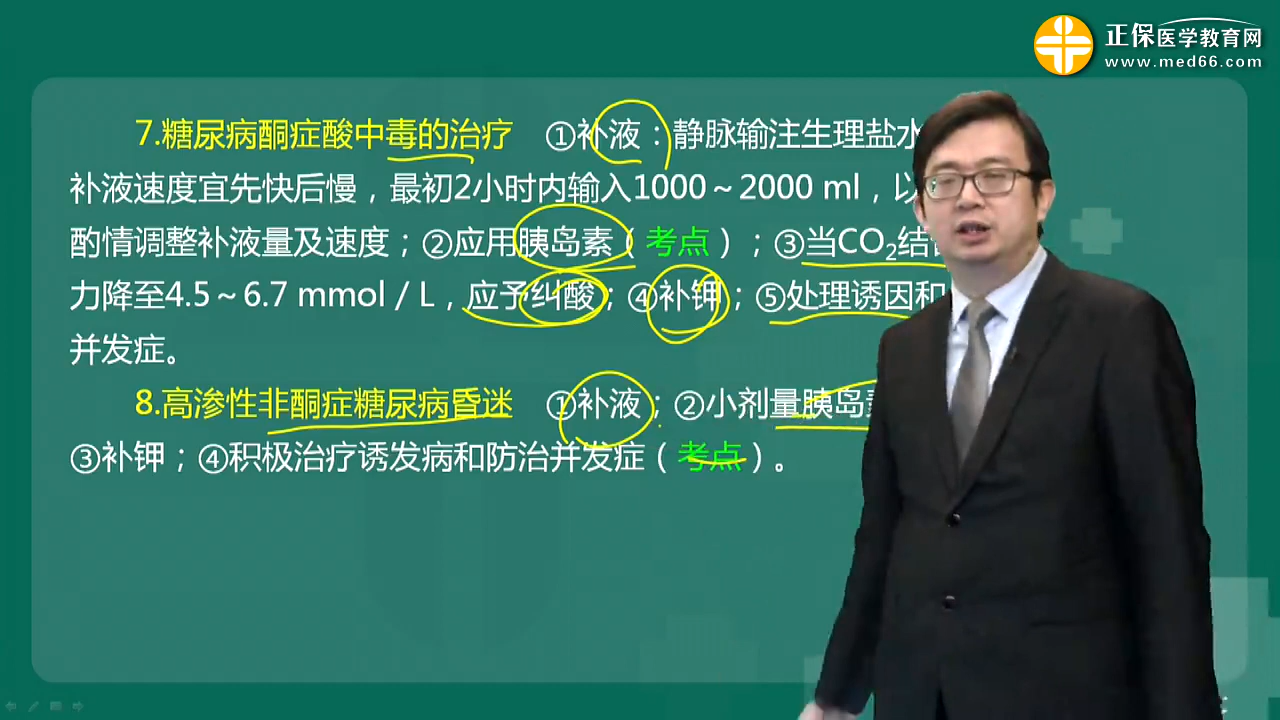 正保医学教育网
www.med66.com
7.糖尿病酮症酸中毒的治疗 ①补液：静脉输注生理盐水
补液速度宜先快后慢，最初2小时内输入1000～2000 ml，以
酌情调整补液量及速度；②应用胰岛素（考点）；③当CO₂结
力降至4.5～6.7 mmol／L，应予纠酸；④补钾；⑤处理诱因和
并发症。
8.高渗性非酮症糖尿病昏迷 ①补液；②小剂量胰岛
③补钾；④积极治疗诱发病和防治并发症（考点）。